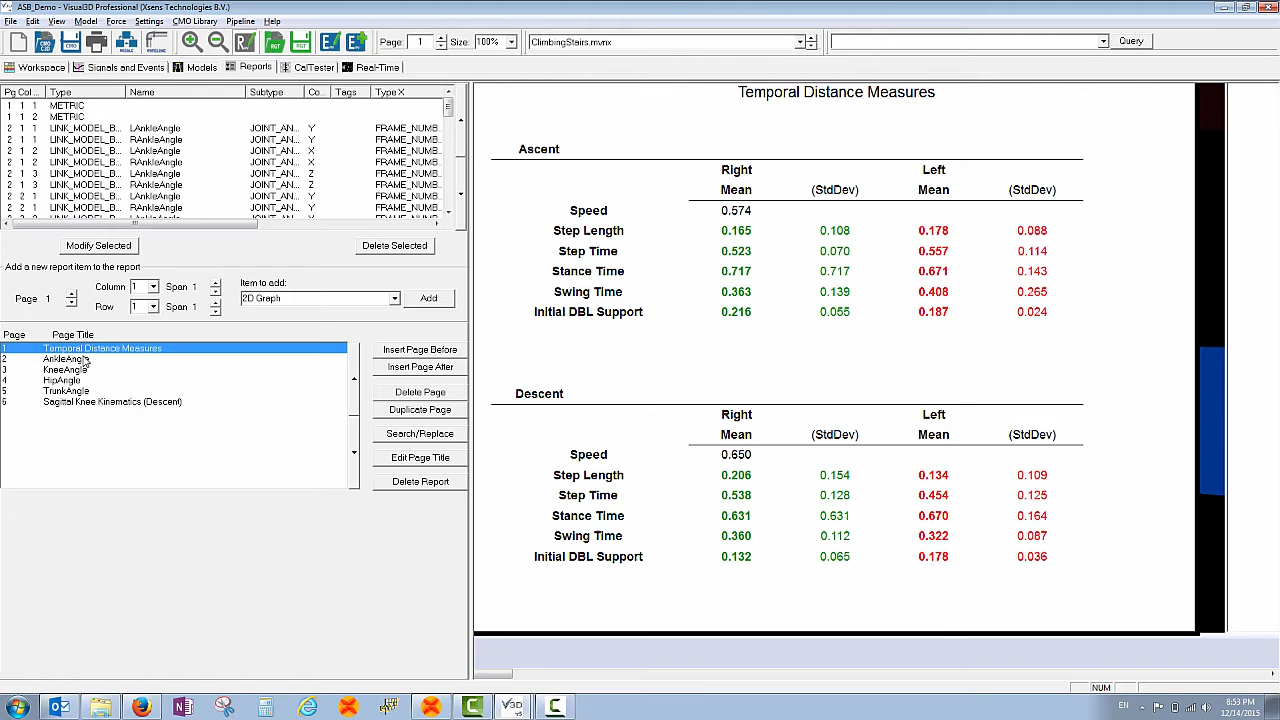 ASB_Demo - Visual3D Professional (Xsens Technologies B.V.)
File Edit View Model Force Settings CMO Library Pipeline Help
Page: 1 Size: 100% ClimbingStairs.mvnx Query
Workspace Signals and Events Models Reports CalTester Real-Time
Pg Col... Type Name Subtype Co... Tags Type X
1 1 1 METRIC
1 1 2 METRIC
2 1 1 LINK_MODEL_B... LAnkleAngle JOINT_AN... Y FRAME_NUMB...
2 1 1 LINK_MODEL_B... RAnkleAngle JOINT_AN... Y FRAME_NUMB...
2 1 2 LINK_MODEL_B... RAnkleAngle JOINT_AN... X FRAME_NUMB...
2 1 2 LINK_MODEL_B... LAnkleAngle JOINT_AN... X FRAME_NUMB...
2 1 3 LINK_MODEL_B... LAnkleAngle JOINT_AN... Z FRAME_NUMB...
2 1 3 LINK_MODEL_B... RAnkleAngle JOINT_AN... Z FRAME_NUMB...
2 2 1 LINK_MODEL_B... RAnkleAngle JOINT_AN... Y FRAME_NUMB...
2 2 1 LINK_MODEL_B... RAnkleAngle JOINT_AN... Y FRAME_NUMB...
Modify Selected Delete Selected
Add a new report item to the report
Page 1 Column 1 Span 1 Item to add:
Row 1 Span 1 2D Graph Add
Page Page Title
1 Temporal Distance Measures
2 AnkleAngle
3 KneeAngle
4 HipAngle
5 TrunkAngle
6 Sagittal Knee Kinematics (Descent)
Insert Page Before
Insert Page After
Delete Page
Duplicate Page
Search/Replace
Edit Page Title
Delete Report
Temporal Distance Measures
Ascent
Right Left
Mean (StdDev) Mean (StdDev)
Speed 0.574
Step Length 0.165 0.108 0.178 0.088
Step Time 0.523 0.070 0.557 0.114
Stance Time 0.717 0.717 0.671 0.143
Swing Time 0.363 0.139 0.408 0.265
Initial DBL Support 0.216 0.055 0.187 0.024
Descent
Right Left
Mean (StdDev) Mean (StdDev)
Speed 0.650
Step Length 0.206 0.154 0.134 0.109
Step Time 0.538 0.128 0.454 0.125
Stance Time 0.631 0.631 0.670 0.164
Swing Time 0.360 0.112 0.322 0.087
Initial DBL Support 0.132 0.065 0.178 0.036
NUM
EN 8:53 PM
12/14/2015